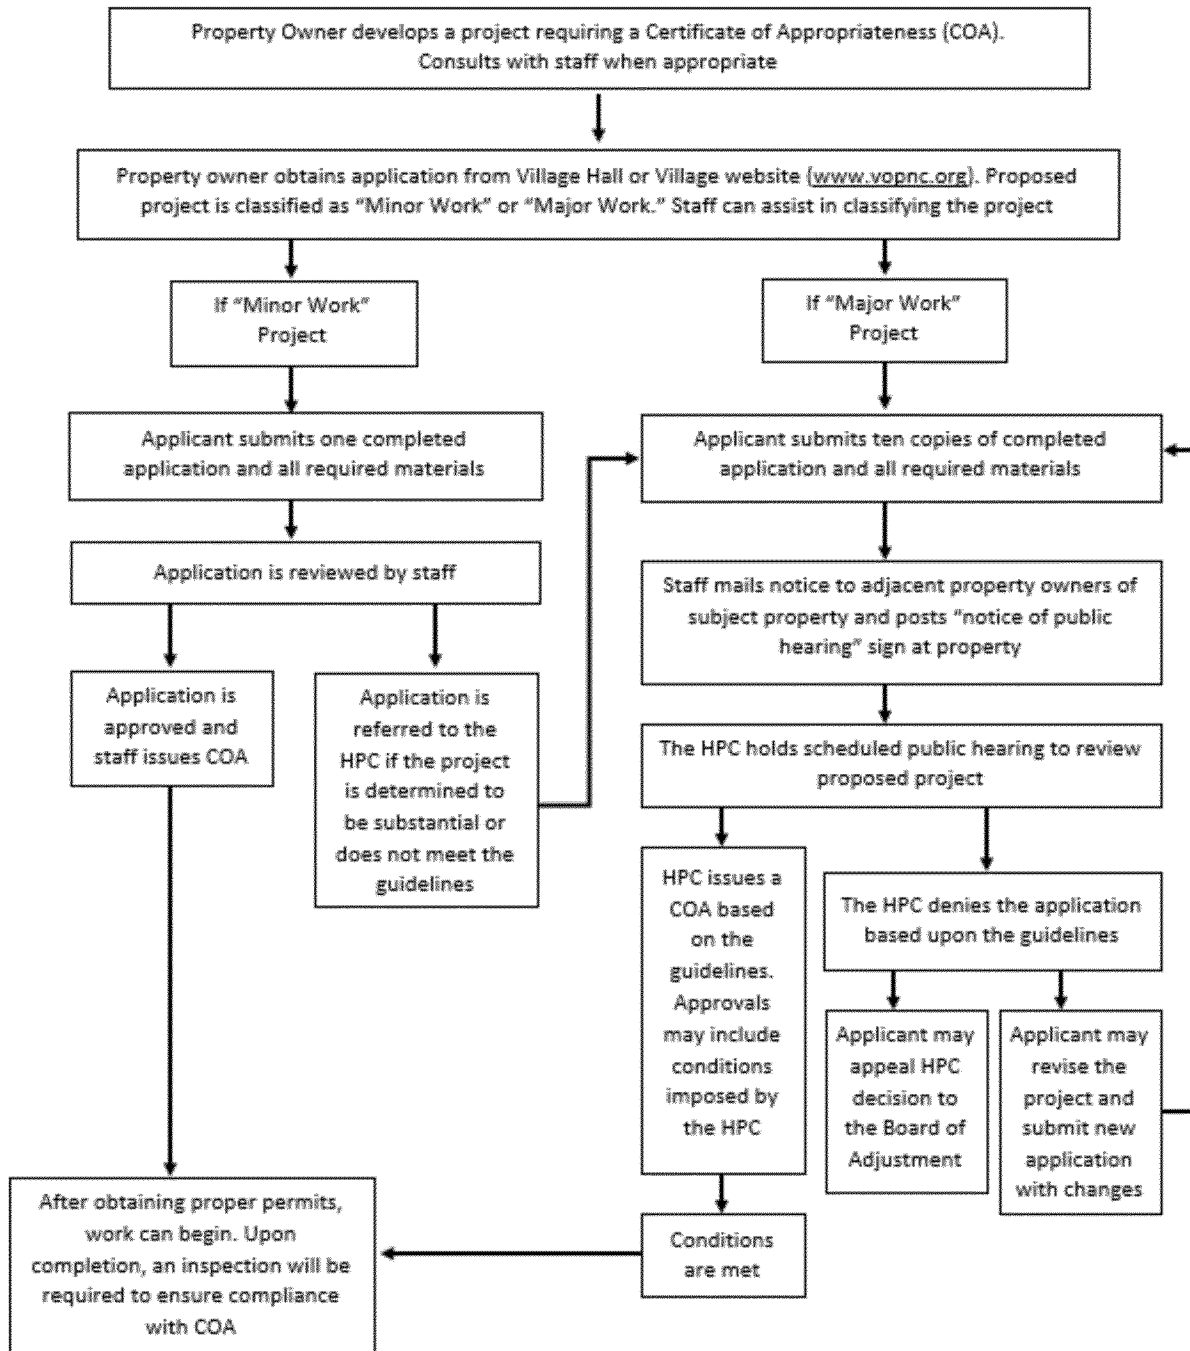 Property Owner develops a project requiring a Certificate of Appropriateness (COA).
Consults with staff when appropriate
Property owner obtains application from Village Hall or Village website (www.vopnc.org). Proposed
project is classified as “Minor Work” or “Major Work.” Staff can assist in classifying the project
If “Minor Work”
Project
If “Major Work”
Project
Applicant submits one completed
application and all required materials
Applicant submits ten copies of completed
application and all required materials
Application is reviewed by staff
Staff mails notice to adjacent property owners of
subject property and posts “notice of public
hearing” sign at property
Application is
approved and
staff issues COA
Application is
referred to the
HPC if the project
is determined to
be substantial or
does not meet the
guidelines
The HPC holds scheduled public hearing to review
proposed project
HPC issues a
COA based
on the
guidelines.
Approvals
may include
conditions
imposed by
the HPC
The HPC denies the application
based upon the guidelines
Applicant may
appeal HPC
decision to
the Board of
Adjustment
Applicant may
revise the
project and
submit new
application
with changes
After obtaining proper permits,
work can begin. Upon
completion, an inspection will be
required to ensure compliance
with COA
Conditions
are met